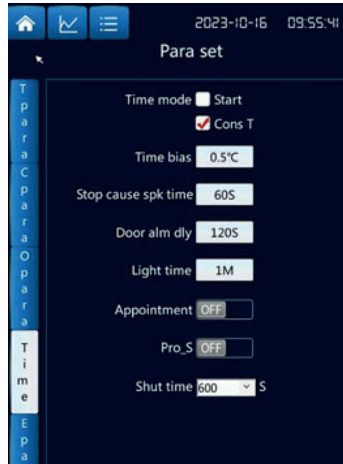 2023-10-16 09:55:41
Para set
T para
C para
O para
Time
E pa
Time mode Start
Cons T
Time bias 0.5℃
Stop cause spk time 60S
Door alm dly 120S
Light time 1M
Appointment OFF
Pro_S OFF
Shut time 600 S